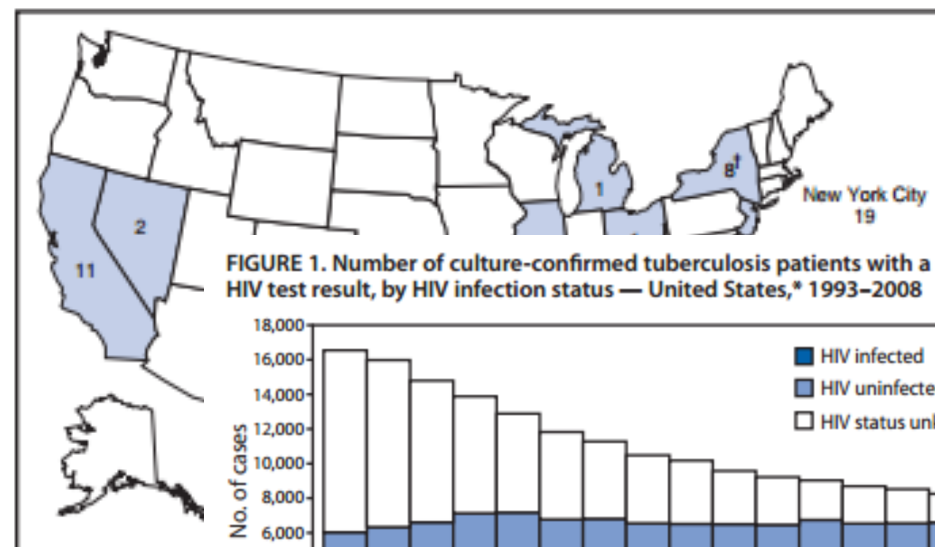 1
8†
New York City
19
2
11
FIGURE 1. Number of culture-confirmed tuberculosis patients with a
HIV test result, by HIV infection status — United States,* 1993–2008
18,000
16,000
14,000
12,000
10,000
8,000
6,000
No. of cases
HIV infected
HIV uninfecte
HIV status unk